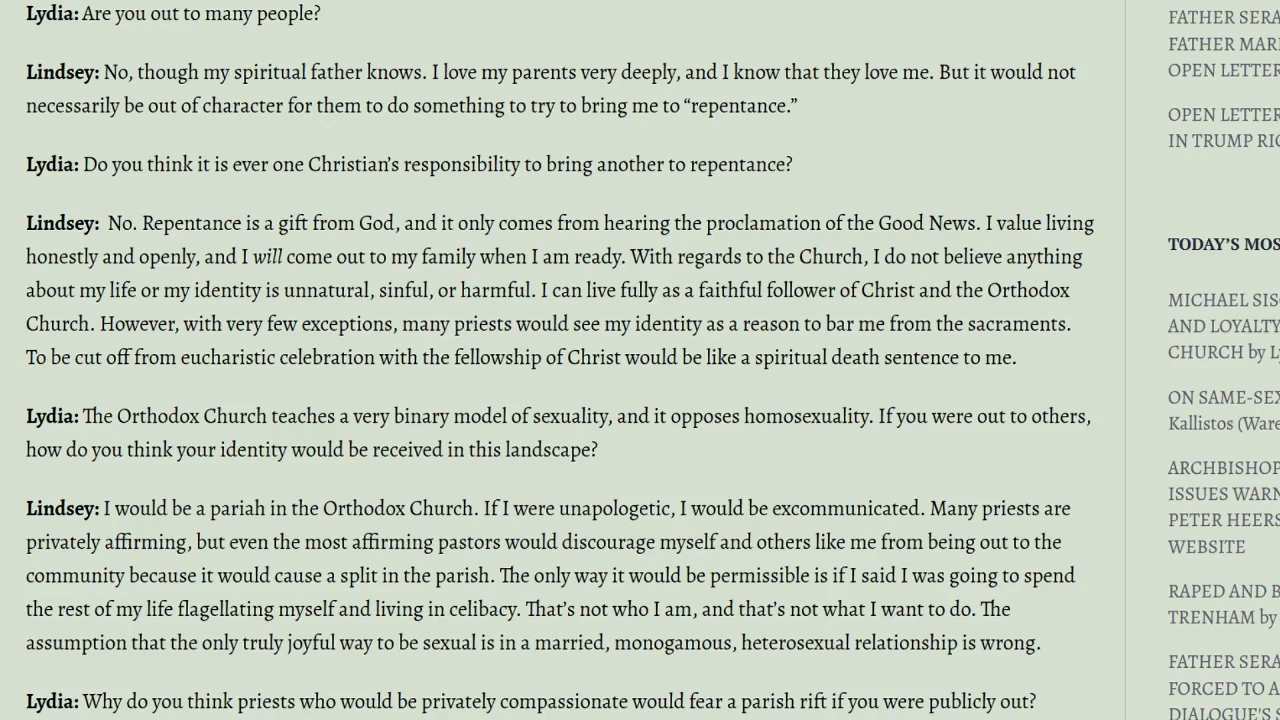 Lydia: Are you out to many people?
Lindsey: No, though my spiritual father knows. I love my parents very deeply, and I know that they love me. But it would not
necessarily be out of character for them to do something to try to bring me to “repentance.”
Lydia: Do you think it is ever one Christian’s responsibility to bring another to repentance?
Lindsey: No. Repentance is a gift from God, and it only comes from hearing the proclamation of the Good News. I value living
honestly and openly, and I will come out to my family when I am ready. With regards to the Church, I do not believe anything
about my life or my identity is unnatural, sinful, or harmful. I can live fully as a faithful follower of Christ and the Orthodox
Church. However, with very few exceptions, many priests would see my identity as a reason to bar me from the sacraments.
To be cut off from eucharistic celebration with the fellowship of Christ would be like a spiritual death sentence to me.
Lydia: The Orthodox Church teaches a very binary model of sexuality, and it opposes homosexuality. If you were out to others,
how do you think your identity would be received in this landscape?
Lindsey: I would be a pariah in the Orthodox Church. If I were unapologetic, I would be excommunicated. Many priests are
privately affirming, but even the most affirming pastors would discourage myself and others like me from being out to the
community because it would cause a split in the parish. The only way it would be permissible is if I said I was going to spend
the rest of my life flagellating myself and living in celibacy. That’s not who I am, and that’s not what I want to do. The
assumption that the only truly joyful way to be sexual is in a married, monogamous, heterosexual relationship is wrong.
Lydia: Why do you think priests who would be privately compassionate would fear a parish rift if you were publicly out?
FATHER SERA
FATHER MAR
OPEN LETTER
OPEN LETTER
IN TRUMP RI
TODAY’S MOS
MICHAEL SIS
AND LOYALTY
CHURCH by L
ON SAME-SEX
Kallistos (Ware
ARCHBISHOP
ISSUES WARN
PETER HEERS
WEBSITE
RAPED AND B
TRENHAM by
FATHER SERA
FORCED TO A
DIALOGUE’S S